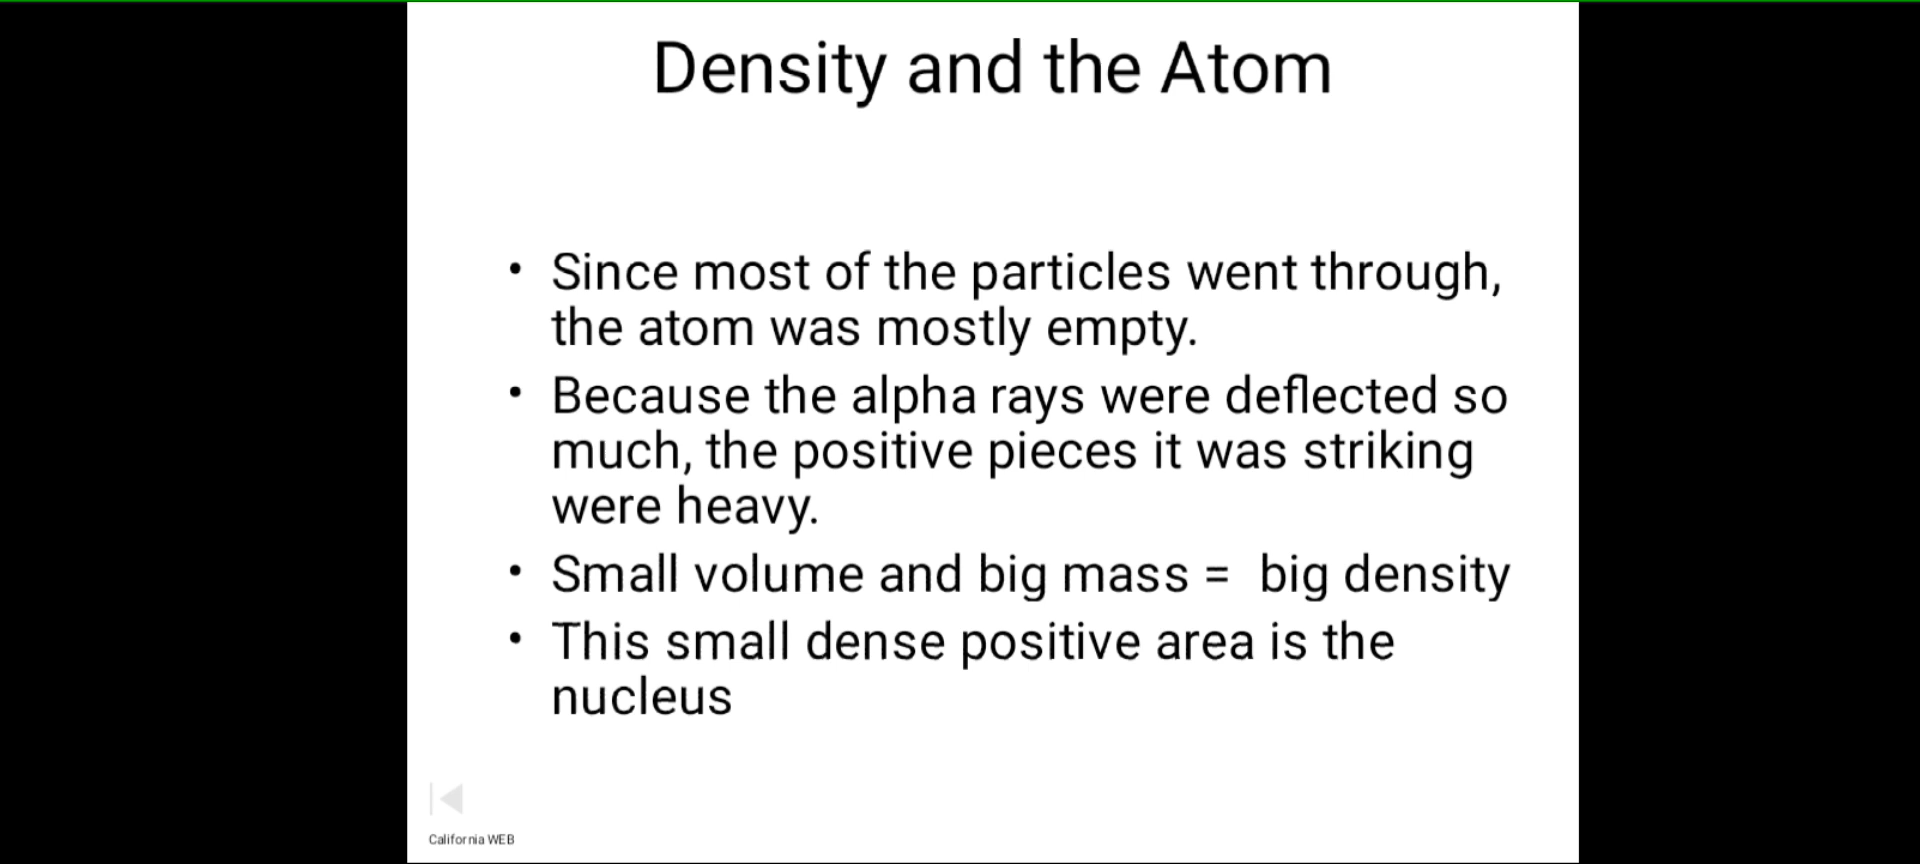 Density and the Atom
• Since most of the particles went through,
the atom was mostly empty.
• Because the alpha rays were deflected so
much, the positive pieces it was striking
were heavy.
• Small volume and big mass =  big density
• This small dense positive area is the
nucleus
California WEB